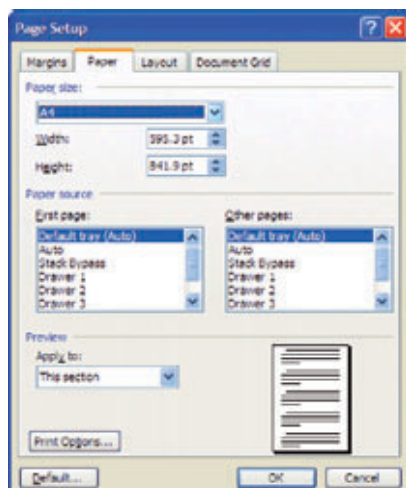 Page Setup
Margins Paper Layout Document Grid
Paper size:
A4
Width: 595.3 pt
Height: 841.9 pt
Paper source
First page: Other pages:
Default tray (Auto) Default tray (Auto)
Auto Auto
Stack Bypass Stack Bypass
Drawer 1 Drawer 1
Drawer 2 Drawer 2
Drawer 3 Drawer 3
Preview
Apply to:
This section
Print Options...
Default... OK Cancel